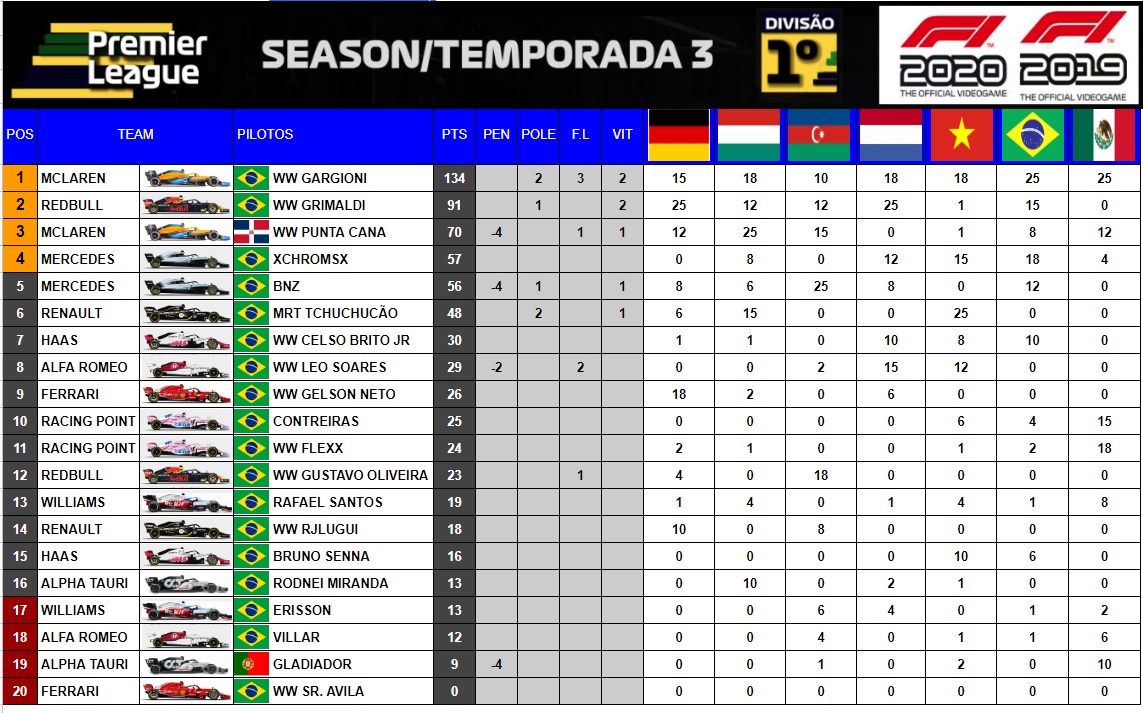 Premier
League
SEASON/TEMPORADA 3
DIVISÃO
1º
F1 2020
THE OFFICIAL VIDEOGAME
F1 2019
THE OFFICIAL VIDEOGAME
POS TEAM PILOTOS PTS PEN POLE F.L VIT
1 MCLAREN WW GARGIONI 134 2 3 2 15 18 10 18 18 25 25
2 REDBULL WW GRIMALDI 91 1 2 25 12 12 25 1 15 0
3 MCLAREN WW PUNTA CANA 70 -4 1 1 12 25 15 0 1 8 12
4 MERCEDES XCHROMSX 57 0 8 0 12 15 18 4
5 MERCEDES BNZ 56 -4 1 1 8 6 25 8 0 12 0
6 RENAULT MRT TCHUCHUCÃO 48 2 1 6 15 0 0 25 0 0
7 HAAS WW CELSO BRITO JR 30 1 1 0 10 8 10 0
8 ALFA ROMEO WW LEO SOARES 29 -2 2 0 0 2 15 12 0 0
9 FERRARI WW GELSON NETO 26 18 2 0 6 0 0 0
10 RACING POINT CONTREIRAS 25 0 0 0 0 6 4 15
11 RACING POINT WW FLEXX 24 2 1 0 0 1 2 18
12 REDBULL WW GUSTAVO OLIVEIRA 23 1 4 0 18 0 0 0 0
13 WILLIAMS RAFAEL SANTOS 19 1 4 0 1 4 1 8
14 RENAULT WW RJLUGUI 18 10 0 8 0 0 0 0
15 HAAS BRUNO SENNA 16 0 0 0 0 10 6 0
16 ALPHA TAURI RODNEI MIRANDA 13 0 10 0 2 1 0 0
17 WILLIAMS ERISSON 13 0 0 6 4 0 1 2
18 ALFA ROMEO VILLAR 12 0 0 4 0 1 1 6
19 ALPHA TAURI GLADIADOR 9 -4 0 0 1 0 2 0 10
20 FERRARI WW SR. AVILA 0 0 0 0 0 0 0 0